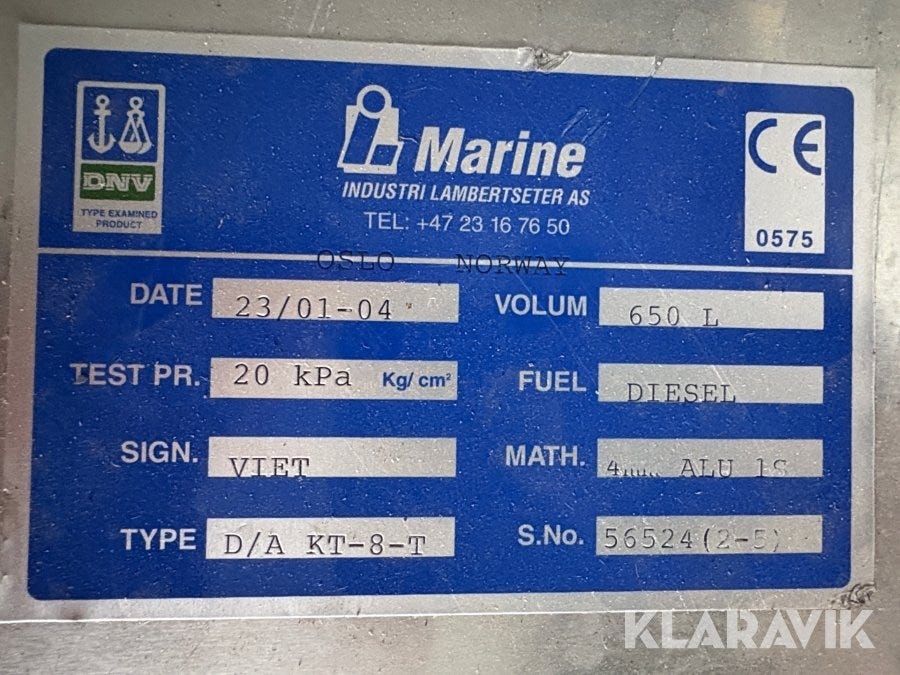 DNV
TYPE EXAMINED
PRODUCT
Marine
INDUSTRI LAMBERTSETER AS
TEL: +47 23 16 76 50
CE
0575
OSLO NORWAY
DATE 23/01-04
VOLUM 650 L
TEST PR. 20 kPa Kg/cm²
FUEL DIESEL
SIGN. VIET
MATH. 4mm ALU 1S
TYPE D/A KT-8-T
S.No. 56524(2-5)
KLARAVIK